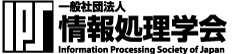 一般社団法人
情報処理学会
Information Processing Society of Japan